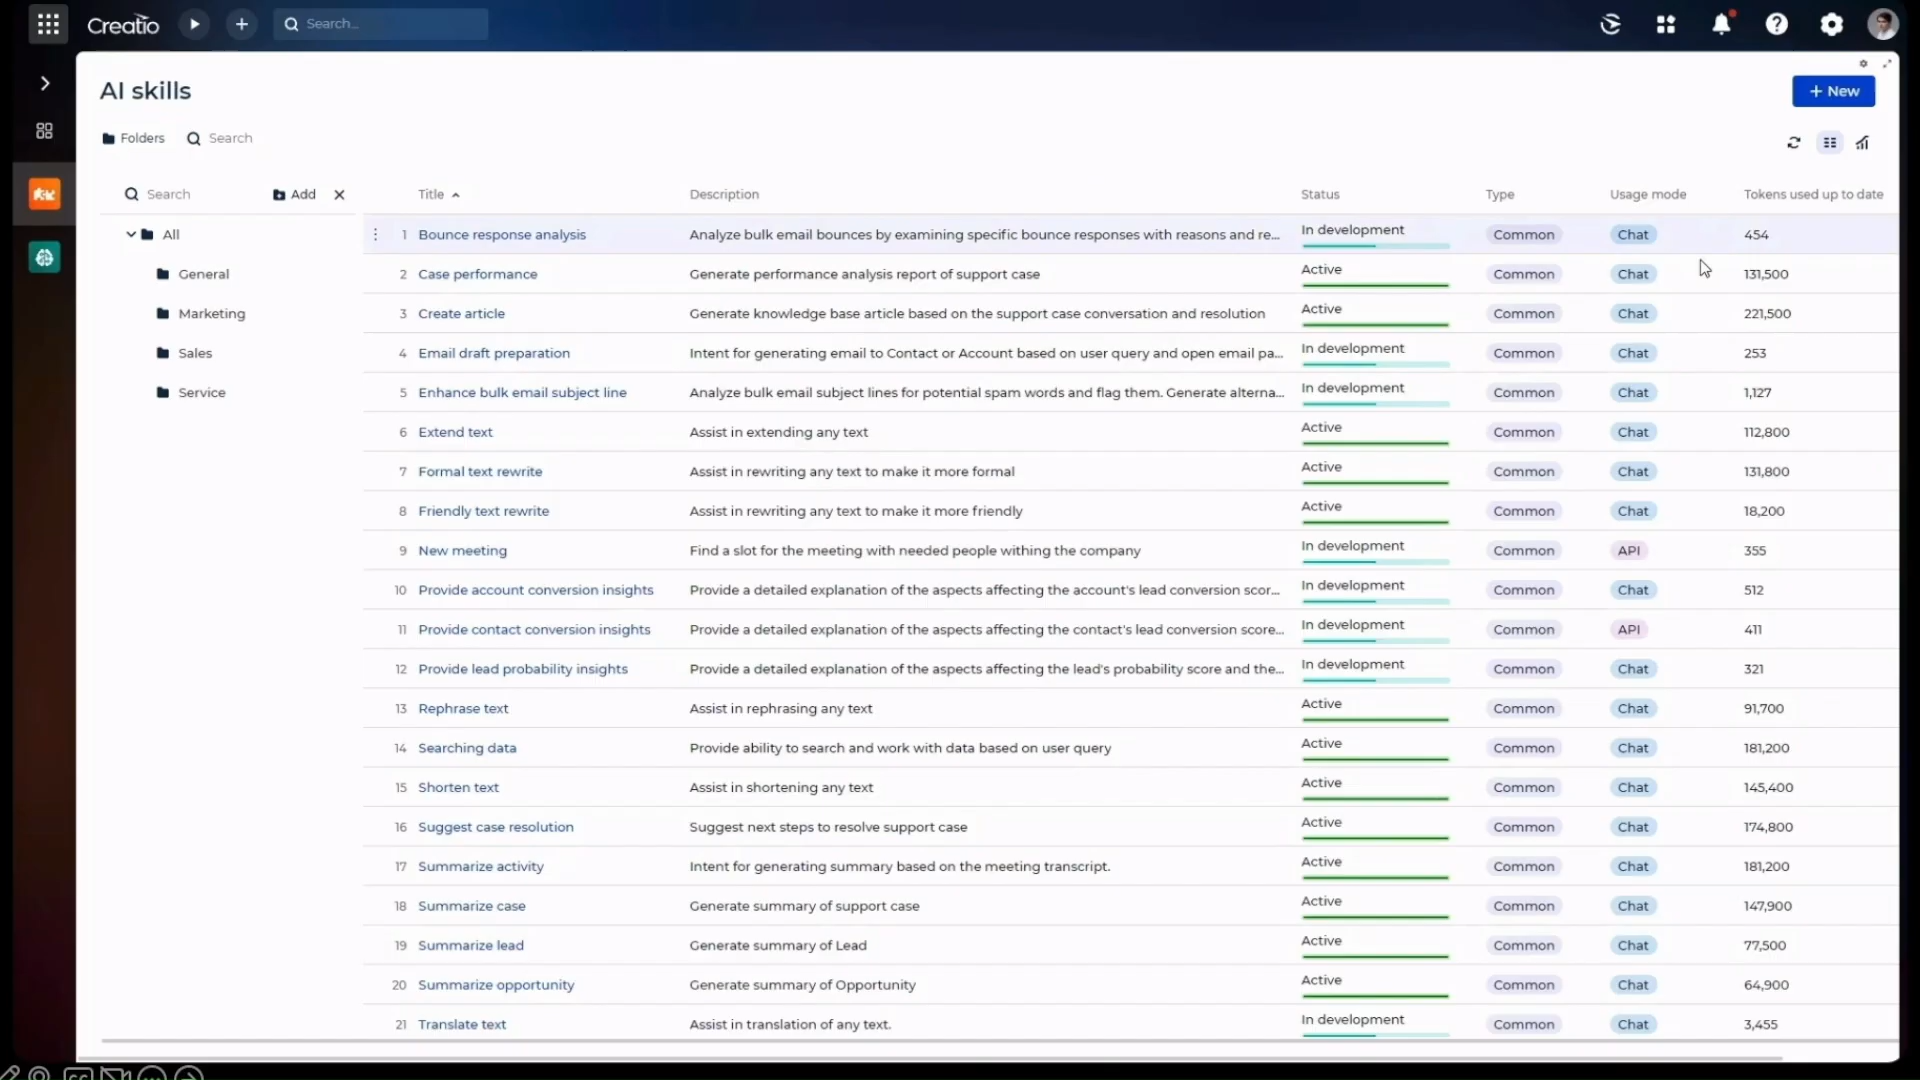 Creatio
Search...
AI skills
+ New
Folders Search
Search Add
Title Description Status Type Usage mode Tokens used up to date
All
General
Marketing
Sales
Service
1 Bounce response analysis Analyze bulk email bounces by examining specific bounce responses with reasons and re... In development Common Chat 454
2 Case performance Generate performance analysis report of support case Active Common Chat 131,500
3 Create article Generate knowledge base article based on the support case conversation and resolution Active Common Chat 221,500
4 Email draft preparation Intent for generating email to Contact or Account based on user query and open email pa... In development Common Chat 253
5 Enhance bulk email subject line Analyze bulk email subject lines for potential spam words and flag them. Generate alterna... In development Common Chat 1,127
6 Extend text Assist in extending any text Active Common Chat 112,800
7 Formal text rewrite Assist in rewriting any text to make it more formal Active Common Chat 131,800
8 Friendly text rewrite Assist in rewriting any text to make it more friendly Active Common Chat 18,200
9 New meeting Find a slot for the meeting with needed people withing the company In development Common API 355
10 Provide account conversion insights Provide a detailed explanation of the aspects affecting the account's lead conversion scor... In development Common Chat 512
11 Provide contact conversion insights Provide a detailed explanation of the aspects affecting the contact's lead conversion score... In development Common API 411
12 Provide lead probability insights Provide a detailed explanation of the aspects affecting the lead's probability score and the... In development Common Chat 321
13 Rephrase text Assist in rephrasing any text Active Common Chat 91,700
14 Searching data Provide ability to search and work with data based on user query Active Common Chat 181,200
15 Shorten text Assist in shortening any text Active Common Chat 145,400
16 Suggest case resolution Suggest next steps to resolve support case Active Common Chat 174,800
17 Summarize activity Intent for generating summary based on the meeting transcript. Active Common Chat 181,200
18 Summarize case Generate summary of support case Active Common Chat 147,900
19 Summarize lead Generate summary of Lead Active Common Chat 77,500
20 Summarize opportunity Generate summary of Opportunity Active Common Chat 64,900
21 Translate text Assist in translation of any text. In development Common Chat 3,455